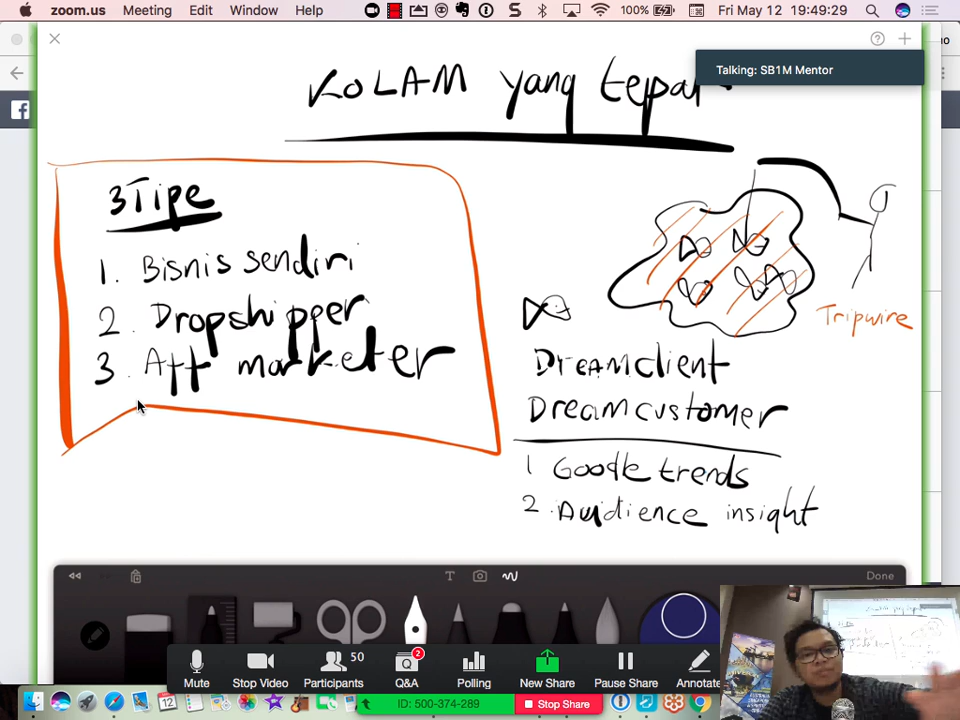 zoom.us Meeting Edit Window Help 100% Fri May 12 19:49:29
Talking: SB1M Mentor
KOLAM yang tepat
3 Tipe
1. Bisnis sendiri
2. Dropshipper
3. Aff marketer
Tripwire
Dreamclient
Dreamcustomer
1 Google trends
2. Audience insight
T
Done
50
2
Mute Stop Video Participants Q&A Polling New Share Pause Share Annotate
ID: 500-374-289 Stop Share